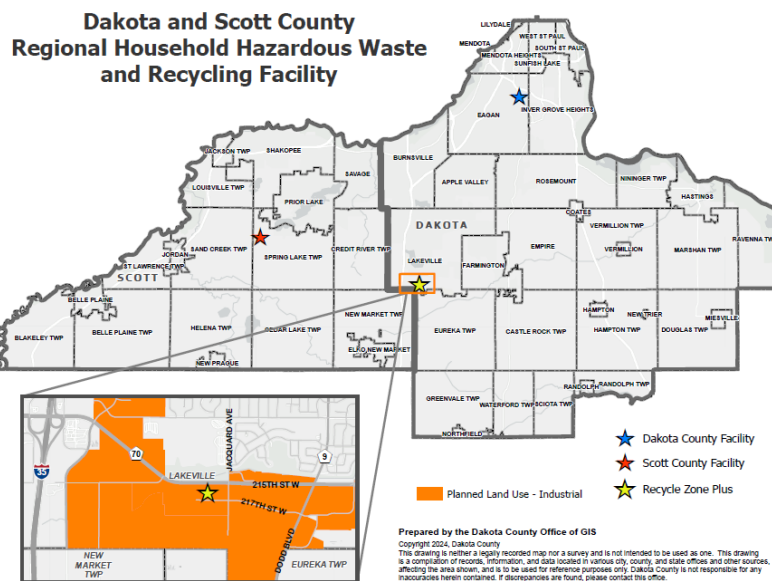 Dakota and Scott County
Regional Household Hazardous Waste
and Recycling Facility
LILYDALE
WEST ST PAUL
MENDOTA
SOUTH ST PAUL
MENDOTA HEIGHTS
SUNFISH LAKE
INVER GROVE HEIGHTS
EAGAN
JACKSON TWP
SHAKOPEE
BURNSVILLE
SAVAGE
LOUISVILLE TWP
PRIOR LAKE
APPLE VALLEY
ROSEMOUNT
NININGER TWP
HASTINGS
COATES
DAKOTA
VERMILLION TWP
RAVENNA TW
SAND CREEK TWP
CREDIT RIVER TWP
EMPIRE
VERMILLION
MARSHAN TWP
JORDAN
SPRING LAKE TWP
LAKEVILLE
FARMINGTON
ST LAWRENCE TWP
SCOTT
BELLE PLAINE
HAMPTON
NEW TRIER
MIESVILLE
NEW MARKET TWP
BLAKELEY TWP
BELLE PLAINE TWP
HELENA TWP
CEDAR LAKE TWP
EUREKA TWP
CASTLE ROCK TWP
HAMPTON TWP
DOUGLAS TWP
ELKO NEW MARKET
NEW PRAGUE
RANDOLPH
RANDOLPH TWP
GREENVALE TWP
WATERFORD TWP
SCIOTA TWP
NORTHFIELD
JACQUARD AVE
70
9
35
LAKEVILLE
215TH ST W
217TH ST W
DODD BLVD
NEW
MARKET
TWP
EUREKA TWP
Dakota County Facility
Scott County Facility
Recycle Zone Plus
Planned Land Use - Industrial
Prepared by the Dakota County Office of GIS
Copyright 2024, Dakota County
This drawing is neither a legally recorded map nor a survey and is not intended to be used as one. This drawing
is a compilation of records, information, and data located in various city, county, and state offices and other sources,
affecting the area shown, and is to be used for reference purposes only. Dakota County is not responsible for any
inaccuracies herein contained. If discrepancies are found, please contact this office.